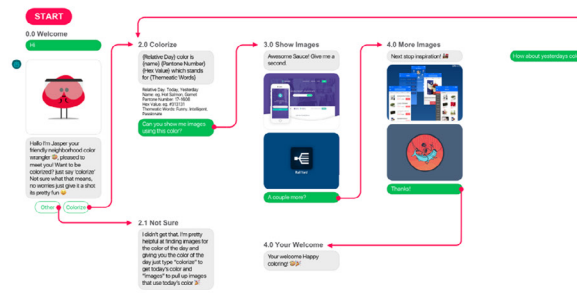 START
0.0 Welcome
Hi
Hello I'm Jasper your
friendly neighborhood color
wrangler 🤠, pleased to
meet you! Want to be
colorized? just say 'colorize'
Not sure what that means,
no worries just give it a shot
its pretty fun 😄
Other
Colorize
2.0 Colorize
{Relative Day} color is
{name} {Pantone Number}
{Hex Value} which stands
for {Thematic Words}
Relative Day: Today, Yesterday
Name: eg. Hot Salmon, Garnet
Pantone Number: 17-1608
Hex Value eg. #313131
Thematic Words: Funny, Intelligent,
Passionate
Can you show me images
using this color?
2.1 Not Sure
I didn't get that. I'm pretty
helpful at finding images for
the color of the day and
giving you the color of
the day just type "colorize" to
get today's color and
"images" to pull up images
that use today's color
3.0 Show Images
Awesome Sauce! Give me a
second.
A couple more?
4.0 More Images
Next stop inspiration!
Thanks!
4.0 Your Welcome
Your welcome Happy
coloring!
How about yesterdays col